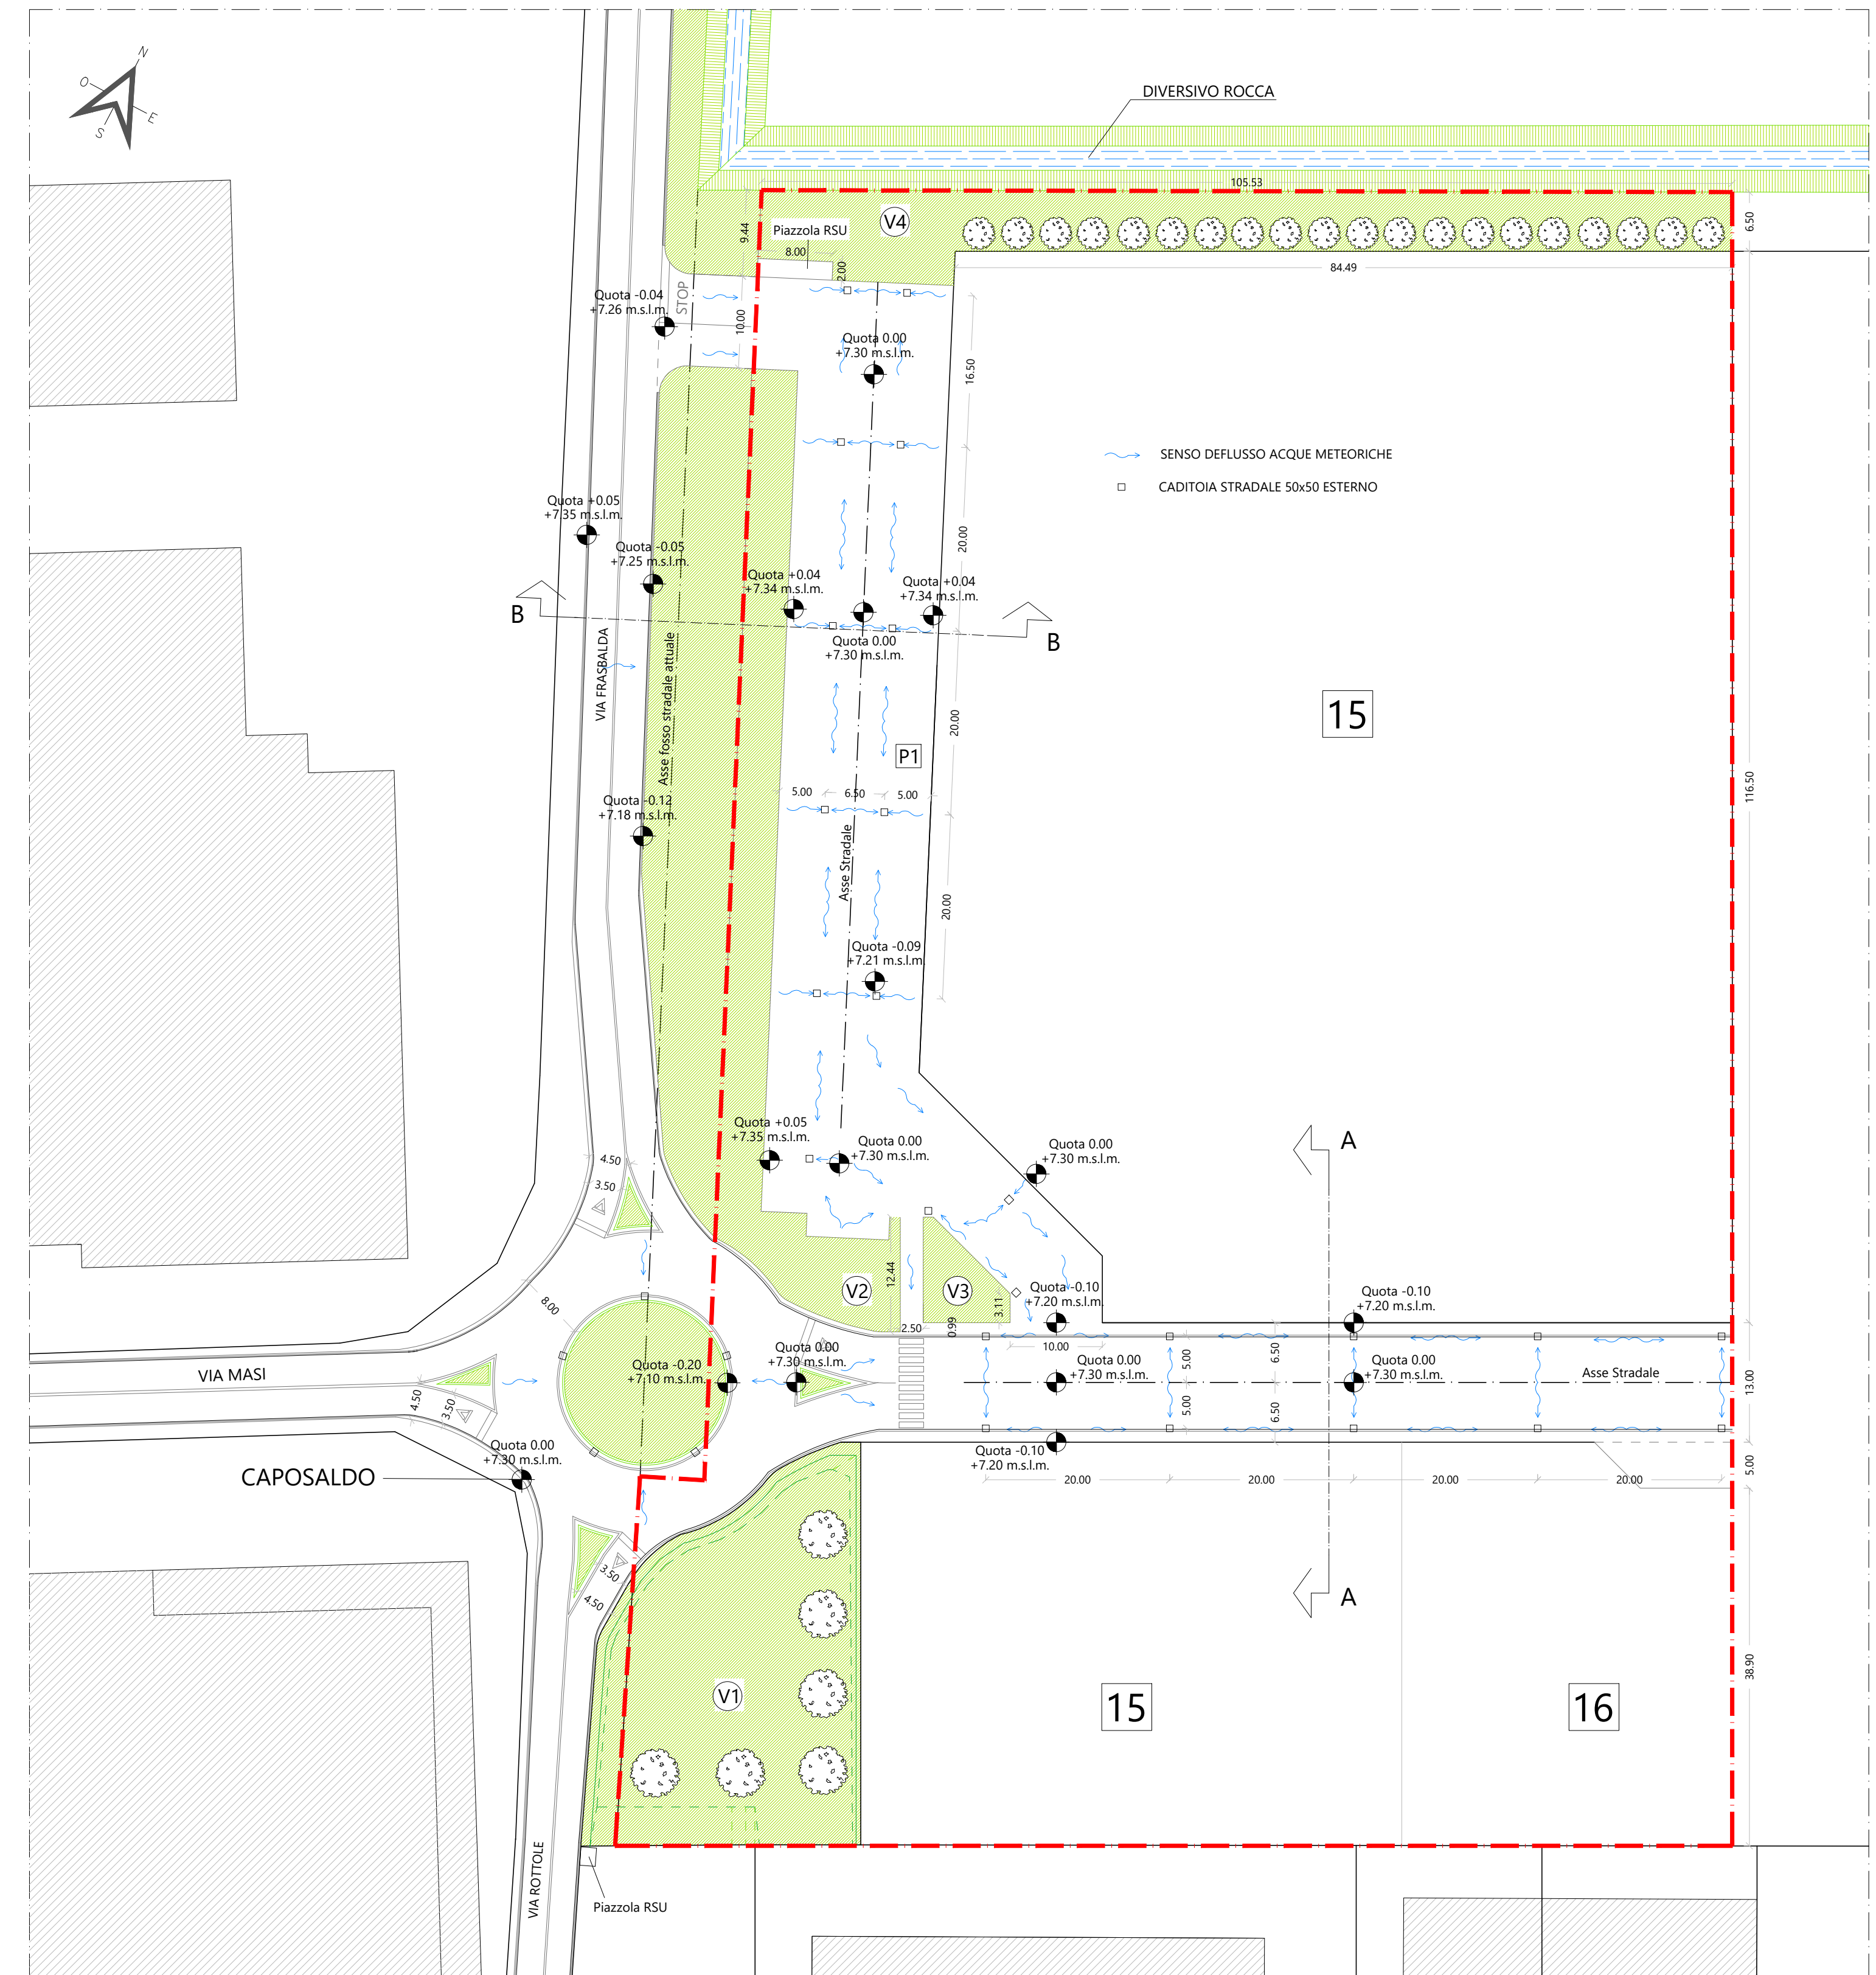 N
O
E
S
DIVERSIVO ROCCA
105.53
V4
Piazzola RSU
9.44
8.00
2.00
6.50
84.49
Quota -0.04
+7.26 m.s.l.m.
STOP
10.00
Quota 0.00
+7.30 m.s.l.m.
16.50
SENSO DEFLUSSO ACQUE METEORICHE
CADITOIA STRADALE 50x50 ESTERNO
Quota +0.05
+7.35 m.s.l.m.
Quota -0.05
+7.25 m.s.l.m.
20.00
Quota +0.04
+7.34 m.s.l.m.
Quota +0.04
+7.34 m.s.l.m.
B
B
Quota 0.00
+7.30 m.s.l.m.
VIA FRASBALDA
Asse fosso stradale attuale
20.00
15
P1
116.50
Quota -0.12
+7.18 m.s.l.m.
5.00
6.50
5.00
Asse Stradale
20.00
Quota -0.09
+7.21 m.s.l.m.
Quota +0.05
+7.35 m.s.l.m.
Quota 0.00
+7.30 m.s.l.m.
Quota 0.00
+7.30 m.s.l.m.
A
4.50
3.50
8.00
12.44
V2
V3
3.11
2.50
0.99
Quota -0.10
+7.20 m.s.l.m.
Quota -0.10
+7.20 m.s.l.m.
10.00
5.00
6.50
Quota 0.00
+7.30 m.s.l.m.
Quota -0.20
+7.10 m.s.l.m.
Quota 0.00
+7.30 m.s.l.m.
Quota 0.00
+7.30 m.s.l.m.
Asse Stradale
13.00
VIA MASI
4.50
3.50
5.00
6.50
Quota 0.00
+7.30 m.s.l.m.
CAPOSALDO
Quota -0.10
+7.20 m.s.l.m.
20.00
20.00
20.00
20.00
5.00
3.50
4.50
A
38.90
V1
15
16
VIA ROTTOLE
Piazzola RSU